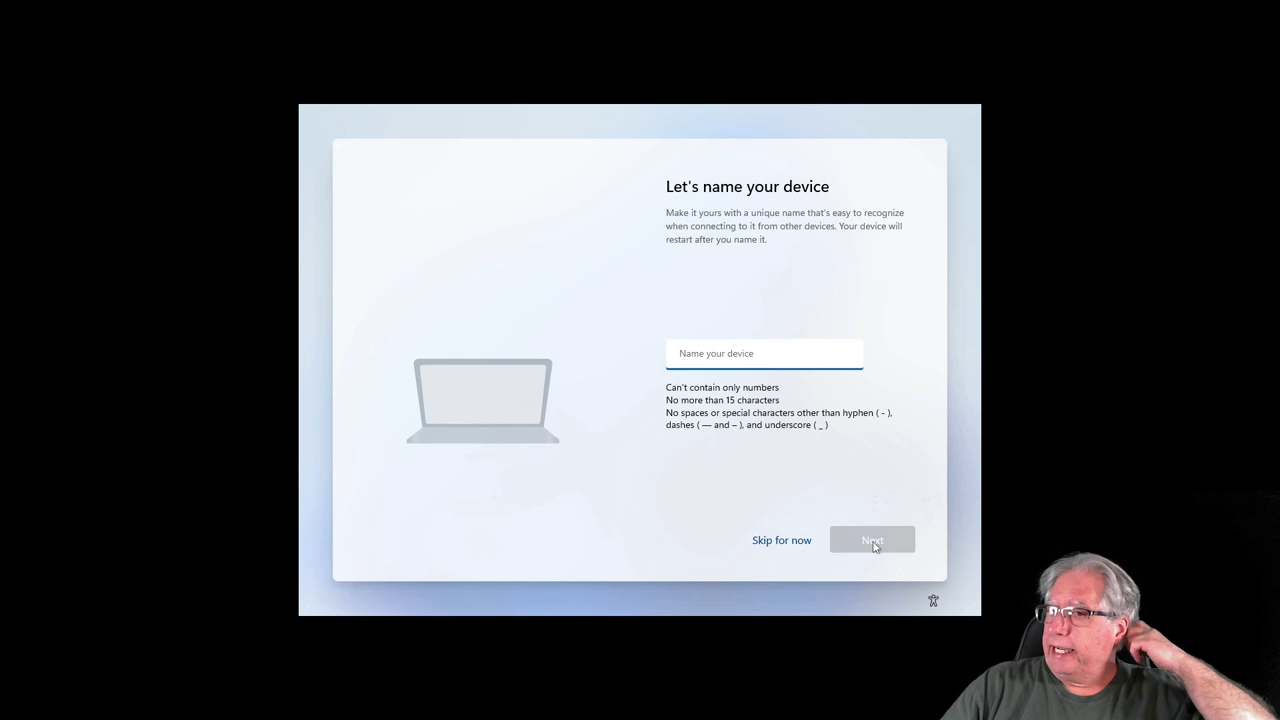 Let's name your device
Make it yours with a unique name that's easy to recognize
when connecting to it from other devices. Your device will
restart after you name it.
Name your device
Can't contain only numbers
No more than 15 characters
No spaces or special characters other than hyphen ( - ),
dashes ( — and – ), and underscore ( _ )
Skip for now
Next